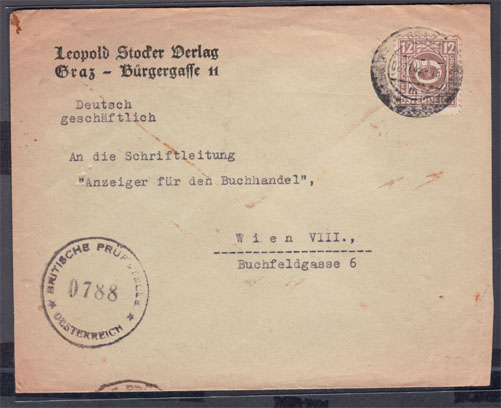 Leopold Stocker Verlag
Graz - Bürgergasse 11
12 12
ÖSTERREICH
Deutsch
geschäftlich
An die Schriftleitung
"Anzeiger für den Buchhandel",
Wien VIII.,
Buchfeldgasse 6
* BRITISCHE PRÜFSTELLE *
0788
OESTERREICH